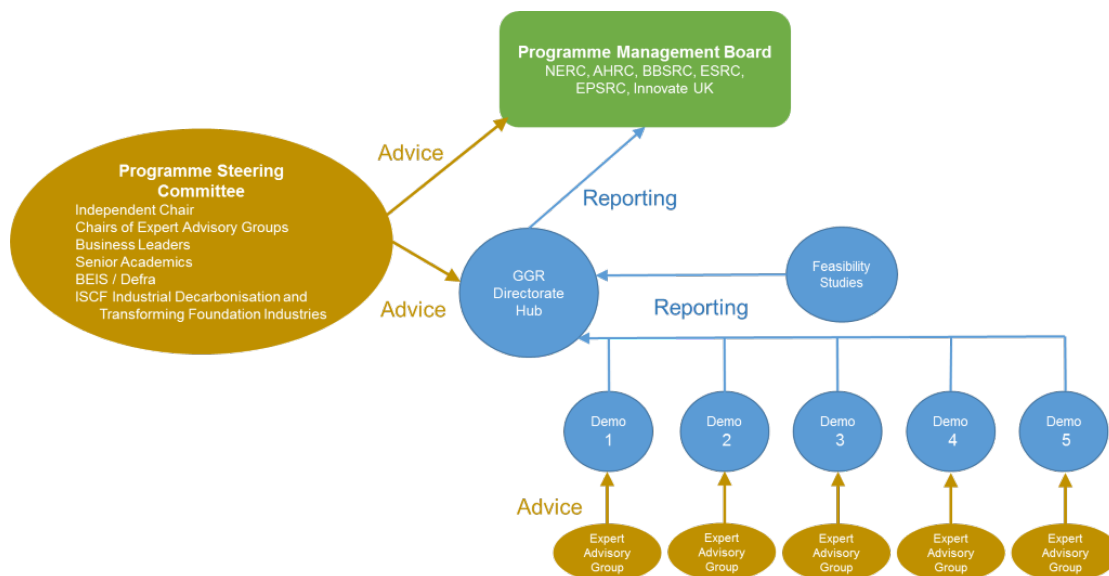 Programme Management Board
NERC, AHRC, BBSRC, ESRC,
EPSRC, Innovate UK
Advice
Programme Steering
Committee
Independent Chair
Chairs of Expert Advisory Groups
Business Leaders
Senior Academics
BEIS / Defra
ISCF Industrial Decarbonisation and
Transforming Foundation Industries
Reporting
Advice
GGR
Directorate
Hub
Feasibility
Studies
Reporting
Demo
1
Demo
2
Demo
3
Demo
4
Demo
5
Advice
Expert
Advisory
Group
Expert
Advisory
Group
Expert
Advisory
Group
Expert
Advisory
Group
Expert
Advisory
Group